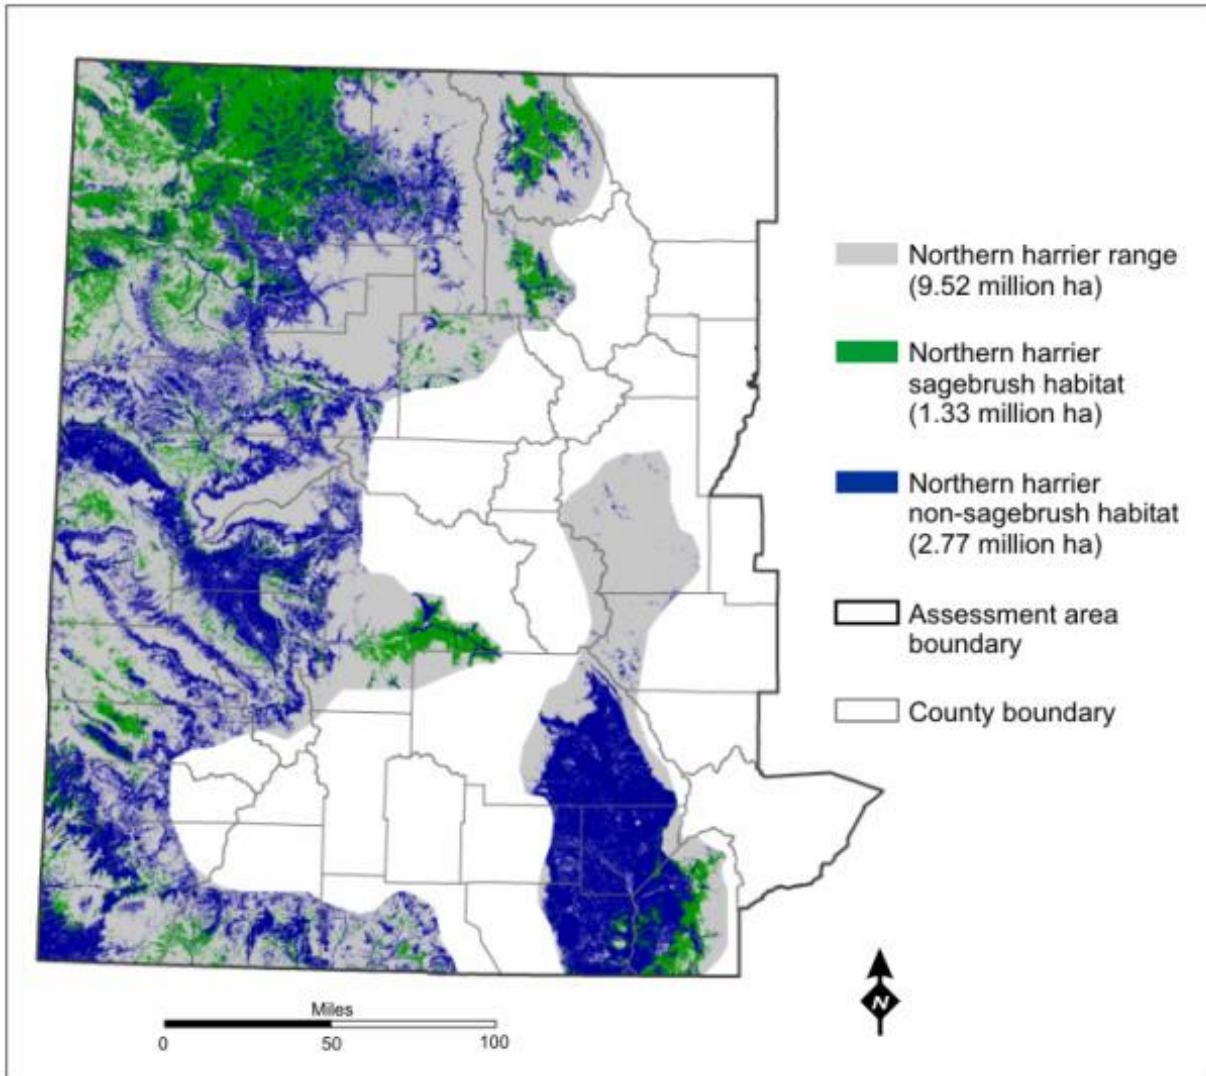 Northern harrier range
(9.52 million ha)
Northern harrier
sagebrush habitat
(1.33 million ha)
Northern harrier
non-sagebrush habitat
(2.77 million ha)
Assessment area
boundary
County boundary
Miles
0 50 100
N